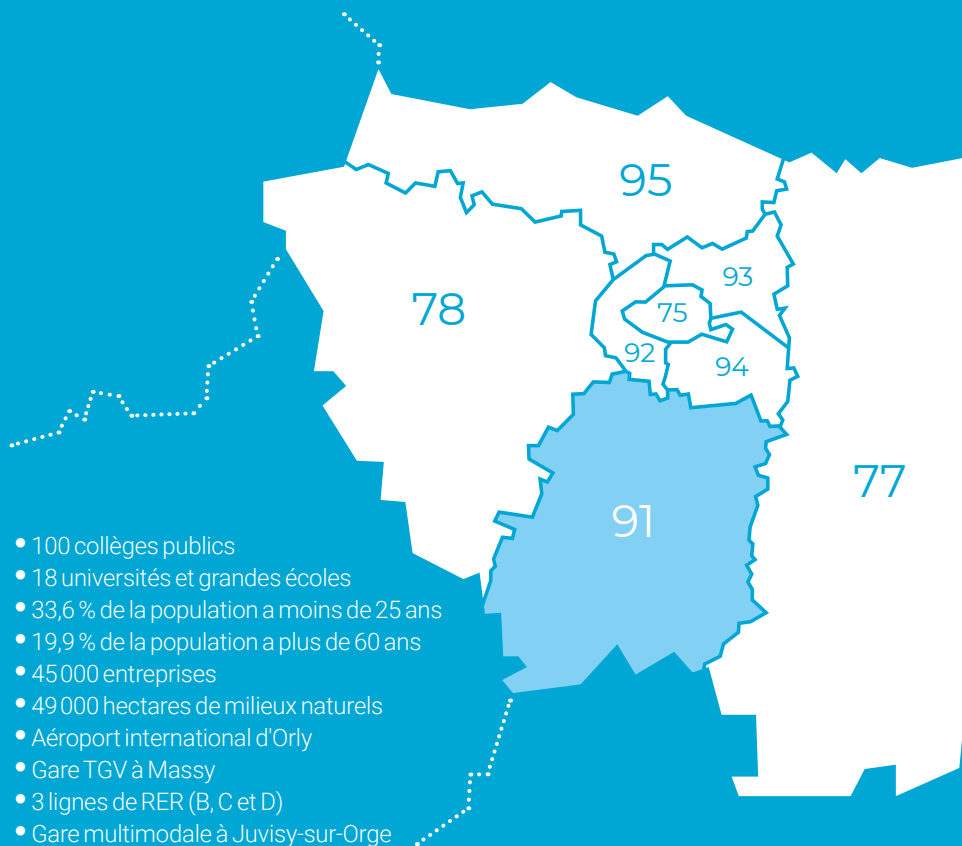 95
93
78
75
92
94
77
91
• 100 collèges publics
• 18 universités et grandes écoles
• 33,6 % de la population a moins de 25 ans
• 19,9 % de la population a plus de 60 ans
• 45 000 entreprises
• 49 000 hectares de milieux naturels
• Aéroport international d'Orly
• Gare TGV à Massy
• 3 lignes de RER (B, C et D)
• Gare multimodale à Juvisy-sur-Orge